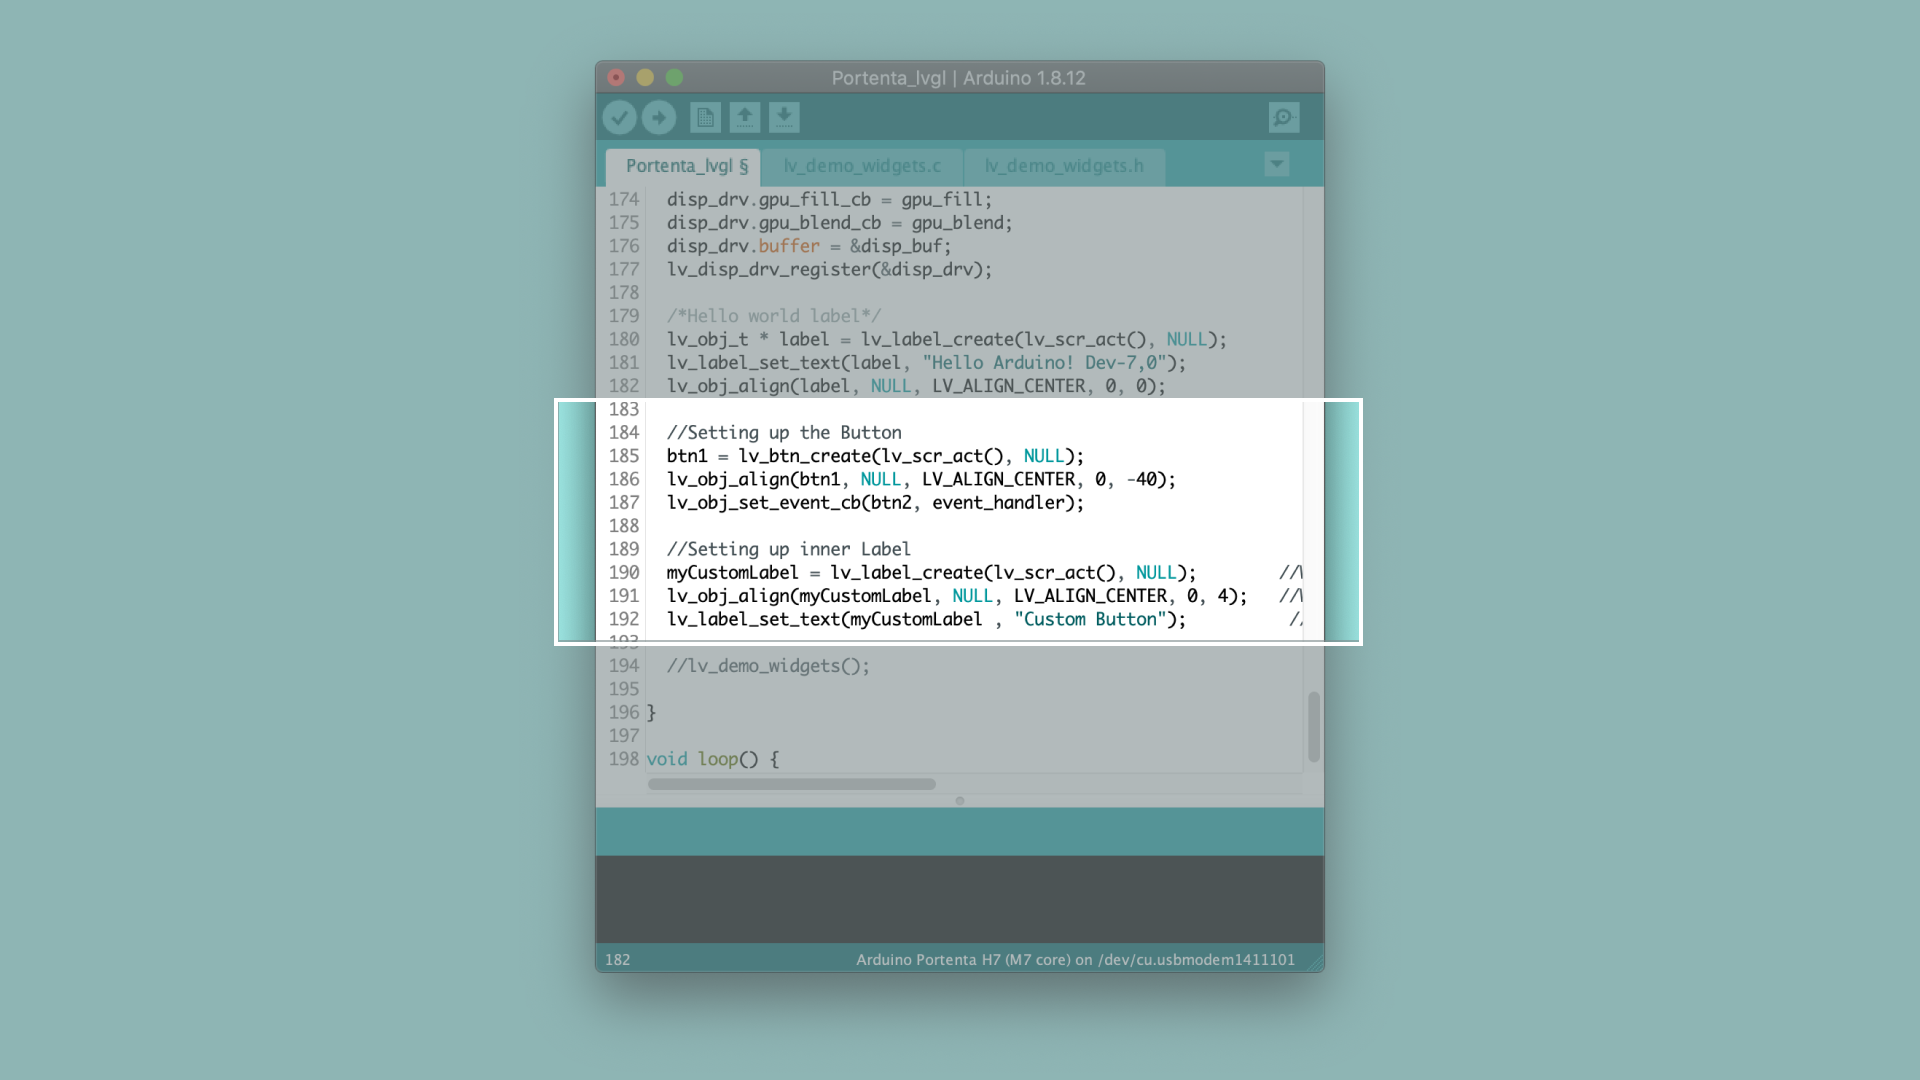 Portenta_lvgl | Arduino 1.8.12
Portenta_lvgl § lv_demo_widgets.c lv_demo_widgets.h
174 disp_drv.gpu_fill_cb = gpu_fill;
175 disp_drv.gpu_blend_cb = gpu_blend;
176 disp_drv.buffer = &disp_buf;
177 lv_disp_drv_register(&disp_drv);
178
179 /*Hello world label*/
180 lv_obj_t * label = lv_label_create(lv_scr_act(), NULL);
181 lv_label_set_text(label, "Hello Arduino! Dev-7,0");
182 lv_obj_align(label, NULL, LV_ALIGN_CENTER, 0, 0);
183
184 //Setting up the Button
185 btn1 = lv_btn_create(lv_scr_act(), NULL);
186 lv_obj_align(btn1, NULL, LV_ALIGN_CENTER, 0, -40);
187 lv_obj_set_event_cb(btn2, event_handler);
188
189 //Setting up inner Label
190 myCustomLabel = lv_label_create(lv_scr_act(), NULL); //
191 lv_obj_align(myCustomLabel, NULL, LV_ALIGN_CENTER, 0, 4); //
192 lv_label_set_text(myCustomLabel , "Custom Button"); //
193
194 //lv_demo_widgets();
195
196 }
197
198 void loop() {
182 Arduino Portenta H7 (M7 core) on /dev/cu.usbmodem1411101